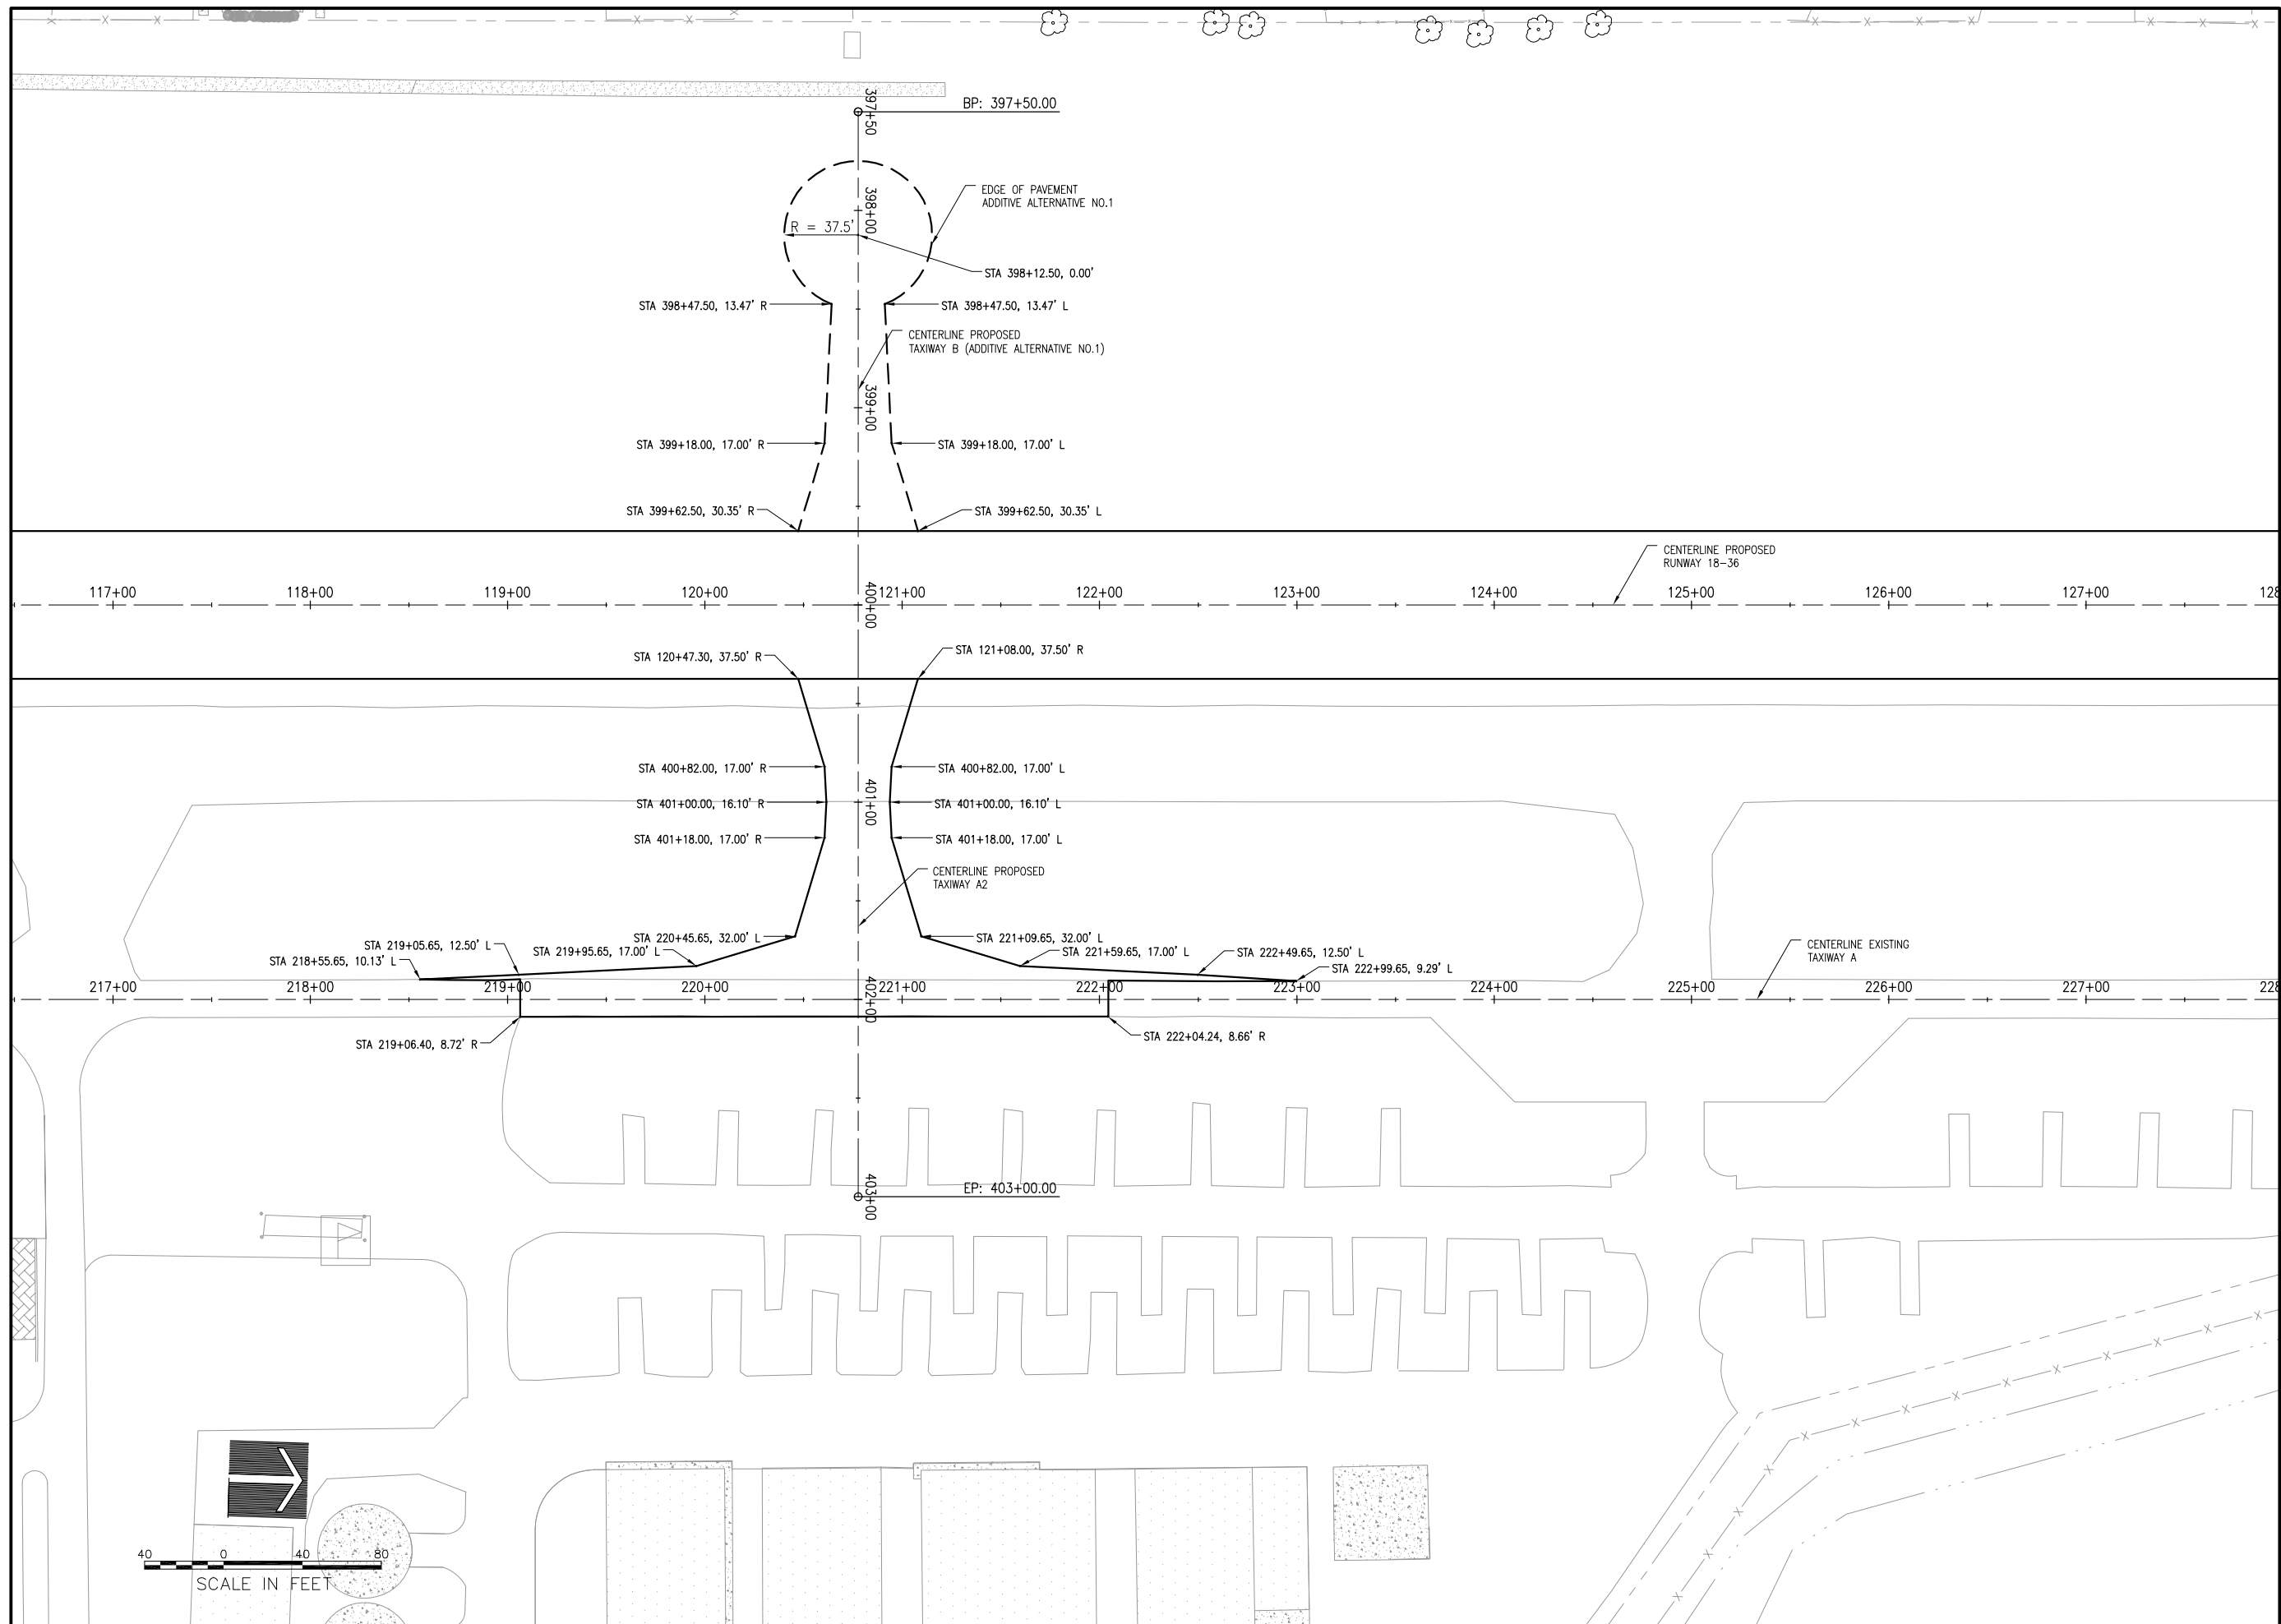 BP: 397+50.00
397+50
EDGE OF PAVEMENT
ADDITIVE ALTERNATIVE NO.1
398+00
R = 37.5'
STA 398+12.50, 0.00'
STA 398+47.50, 13.47' R
STA 398+47.50, 13.47' L
CENTERLINE PROPOSED
TAXIWAY B (ADDITIVE ALTERNATIVE NO.1)
399+00
STA 399+18.00, 17.00' R
STA 399+18.00, 17.00' L
STA 399+62.50, 30.35' R
STA 399+62.50, 30.35' L
CENTERLINE PROPOSED
RUNWAY 18-36
117+00
118+00
119+00
120+00
121+00
122+00
123+00
124+00
125+00
126+00
127+00
128
400+00
STA 120+47.30, 37.50' R
STA 121+08.00, 37.50' R
STA 400+82.00, 17.00' R
STA 400+82.00, 17.00' L
401+00
STA 401+00.00, 16.10' R
STA 401+00.00, 16.10' L
STA 401+18.00, 17.00' R
STA 401+18.00, 17.00' L
CENTERLINE PROPOSED
TAXIWAY A2
STA 220+45.65, 32.00' L
STA 221+09.65, 32.00' L
STA 219+05.65, 12.50' L
STA 219+95.65, 17.00' L
STA 221+59.65, 17.00' L
STA 222+49.65, 12.50' L
CENTERLINE EXISTING
TAXIWAY A
STA 218+55.65, 10.13' L
STA 222+99.65, 9.29' L
217+00
218+00
219+00
220+00
221+00
222+00
223+00
224+00
225+00
226+00
227+00
228
402+00
STA 219+06.40, 8.72' R
STA 222+04.24, 8.66' R
EP: 403+00.00
403+00
40 0 40 80
SCALE IN FEET